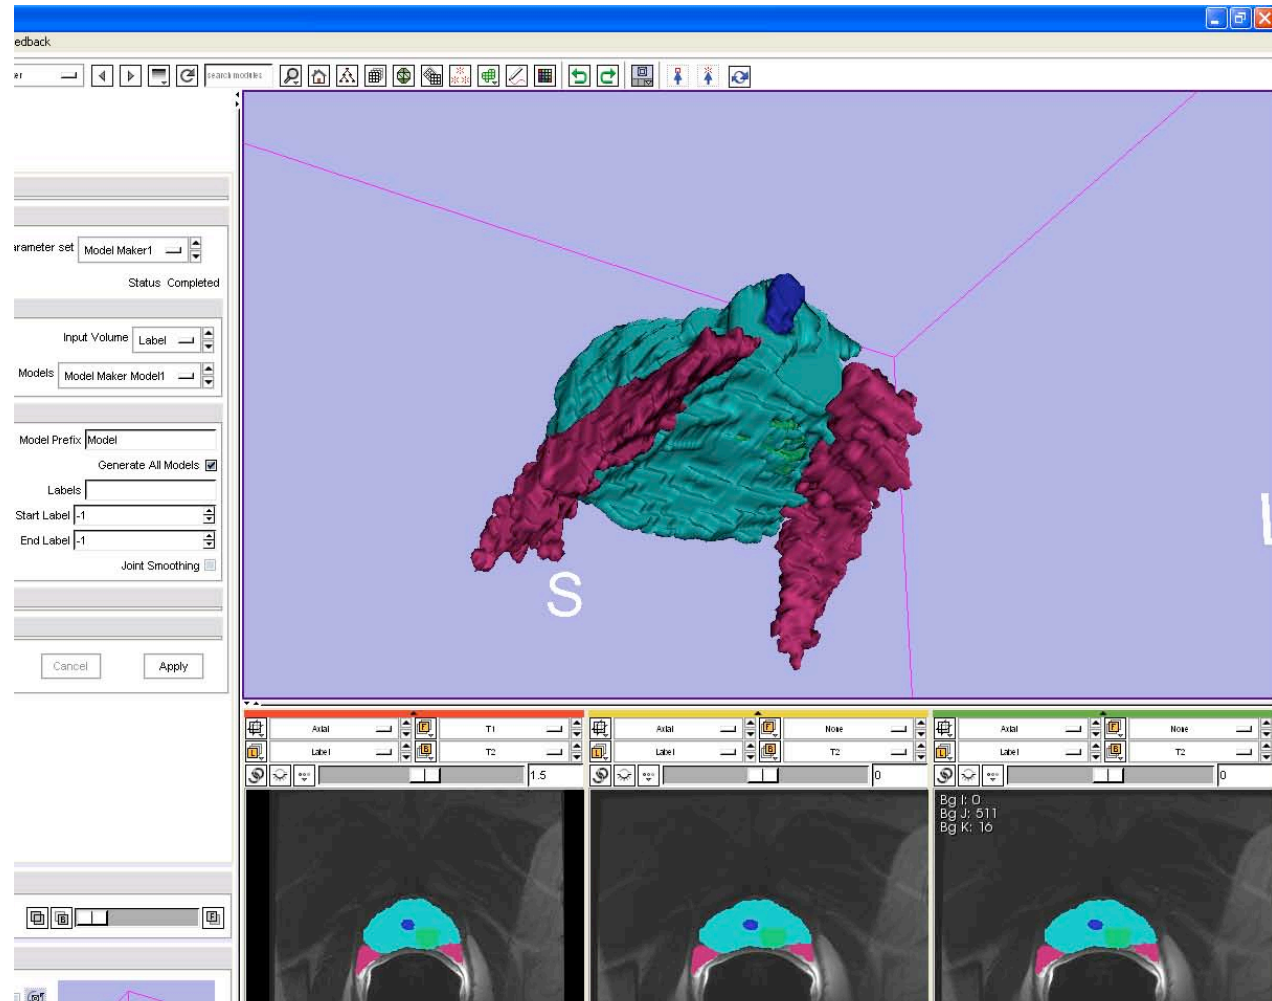 edback
search modules
arameter set Model Maker1
Status Completed
Input Volume Label
Models Model Maker Model1
Model Prefix Model
Generate All Models
Labels
Start Label -1
End Label -1
Joint Smoothing
Cancel Apply
S
L
Axial F T1
L Label B T2
1.5
Axial F None
L Label B T2
0
Axial F None
L Label B T2
0
Bg I: 0
Bg J: 511
Bg K: 16
B F